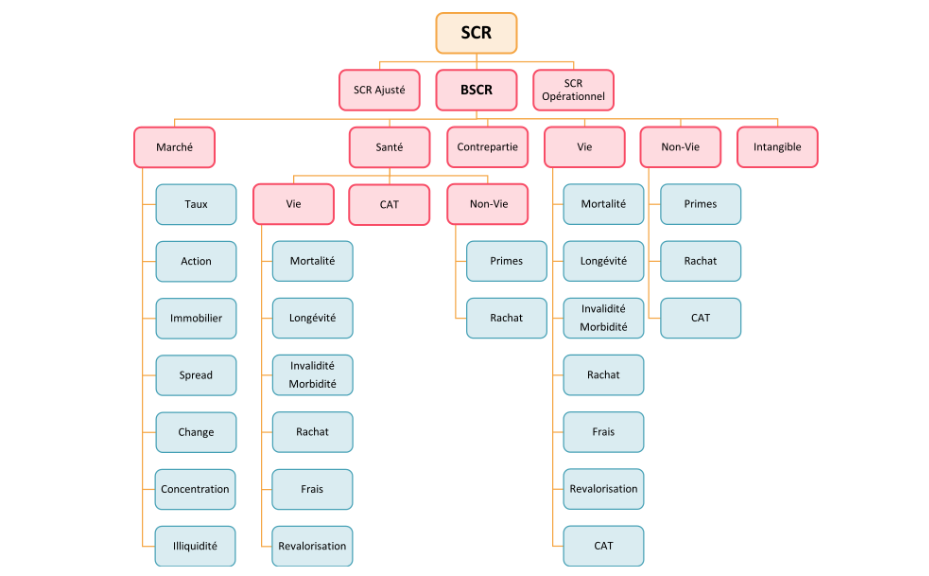 SCR
SCR Ajusté
BSCR
SCR
Opérationnel
Marché
Santé
Contrepartie
Vie
Non-Vie
Intangible
Taux
Action
Immobilier
Spread
Change
Concentration
Illiquidité
Vie
CAT
Non-Vie
Mortalité
Longévité
Invalidité
Morbidité
Rachat
Frais
Revalorisation
Primes
Rachat
Mortalité
Longévité
Invalidité
Morbidité
Rachat
Frais
Revalorisation
CAT
Primes
Rachat
CAT